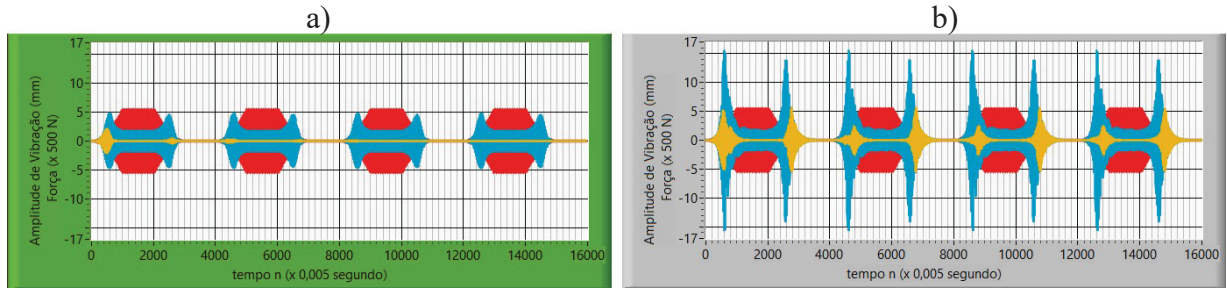 a)
17
10
5
0
-5
-10
-17
Amplitude de Vibração (mm)
Força (x 500 N)
0 2000 4000 6000 8000 10000 12000 14000 16000
tempo n (x 0,005 segundo)
b)
17
10
5
0
-5
-10
-17
Amplitude de Vibração (mm)
Força (x 500 N)
0 2000 4000 6000 8000 10000 12000 14000 16000
tempo n (x 0,005 segundo)